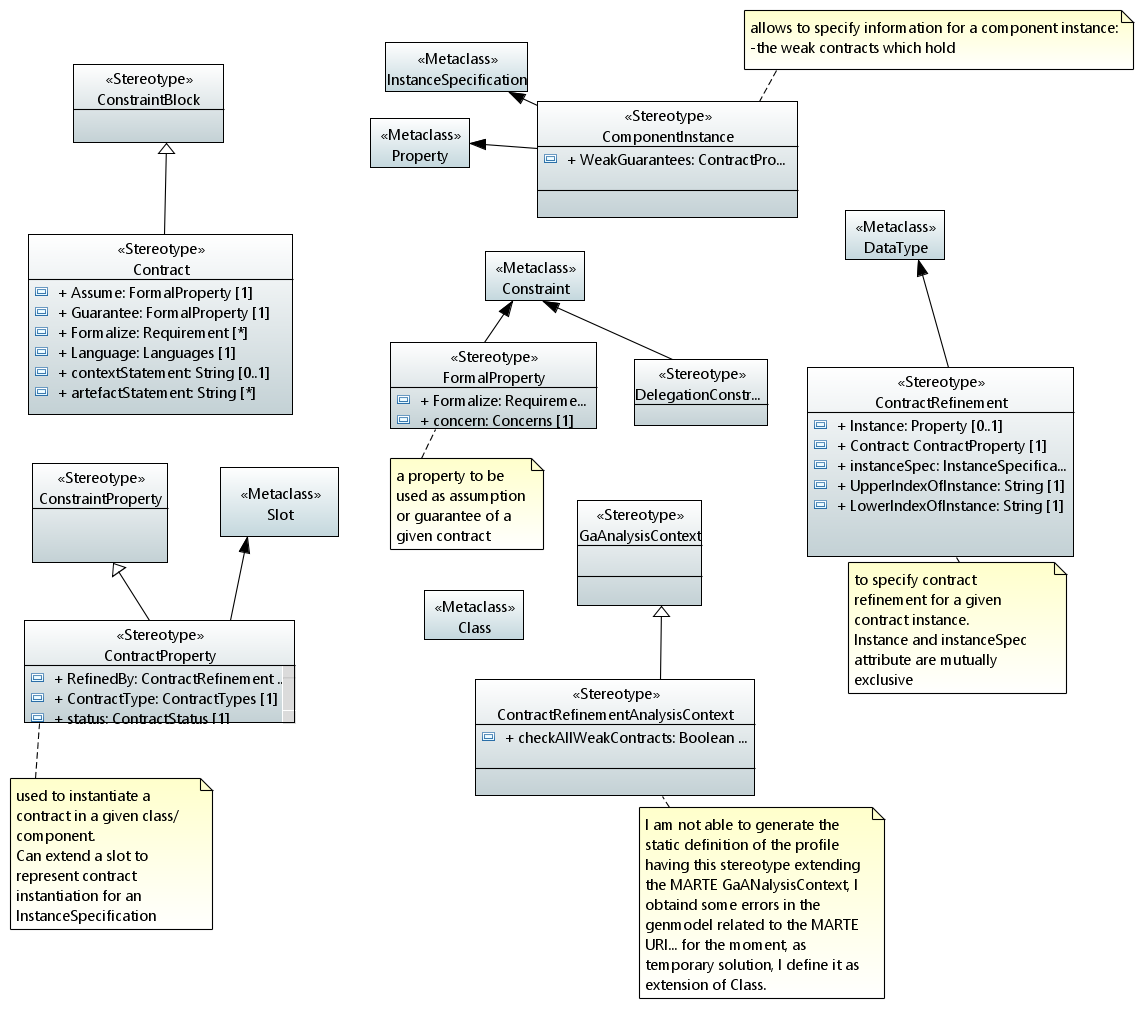 allows to specify information for a component instance:
-the weak contracts which hold
«Metaclass»
InstanceSpecification
«Stereotype»
ConstraintBlock
«Stereotype»
ComponentInstance
+ WeakGuarantees: ContractPro...
«Metaclass»
Property
«Metaclass»
DataType
«Stereotype»
Contract
+ Assume: FormalProperty [1]
+ Guarantee: FormalProperty [1]
+ Formalize: Requirement [*]
+ Language: Languages [1]
+ contextStatement: String [0..1]
+ artefactStatement: String [*]
«Metaclass»
Constraint
«Stereotype»
FormalProperty
+ Formalize: Requireme...
+ concern: Concerns [1]
«Stereotype»
DelegationConstr...
«Stereotype»
ContractRefinement
+ Instance: Property [0..1]
+ Contract: ContractProperty [1]
+ instanceSpec: InstanceSpecifica...
+ UpperIndexOfInstance: String [1]
+ LowerIndexOfInstance: String [1]
«Stereotype»
ConstraintProperty
«Metaclass»
Slot
a property to be
used as assumption
or guarantee of a
given contract
«Stereotype»
GaAnalysisContext
to specify contract
refinement for a given
contract instance.
Instance and instanceSpec
attribute are mutually
exclusive
«Metaclass»
Class
«Stereotype»
ContractProperty
+ RefinedBy: ContractRefinement ..
+ ContractType: ContractTypes [1]
+ status: ContractStatus [1]
«Stereotype»
ContractRefinementAnalysisContext
+ checkAllWeakContracts: Boolean ...
used to instantiate a
contract in a given class/
component.
Can extend a slot to
represent contract
instantiation for an
InstanceSpecification
I am not able to generate the
static definition of the profile
having this stereotype extending
the MARTE GaANalysisContext, I
obtaind some errors in the
genmodel related to the MARTE
URI... for the moment, as
temporary solution, I define it as
extension of Class.